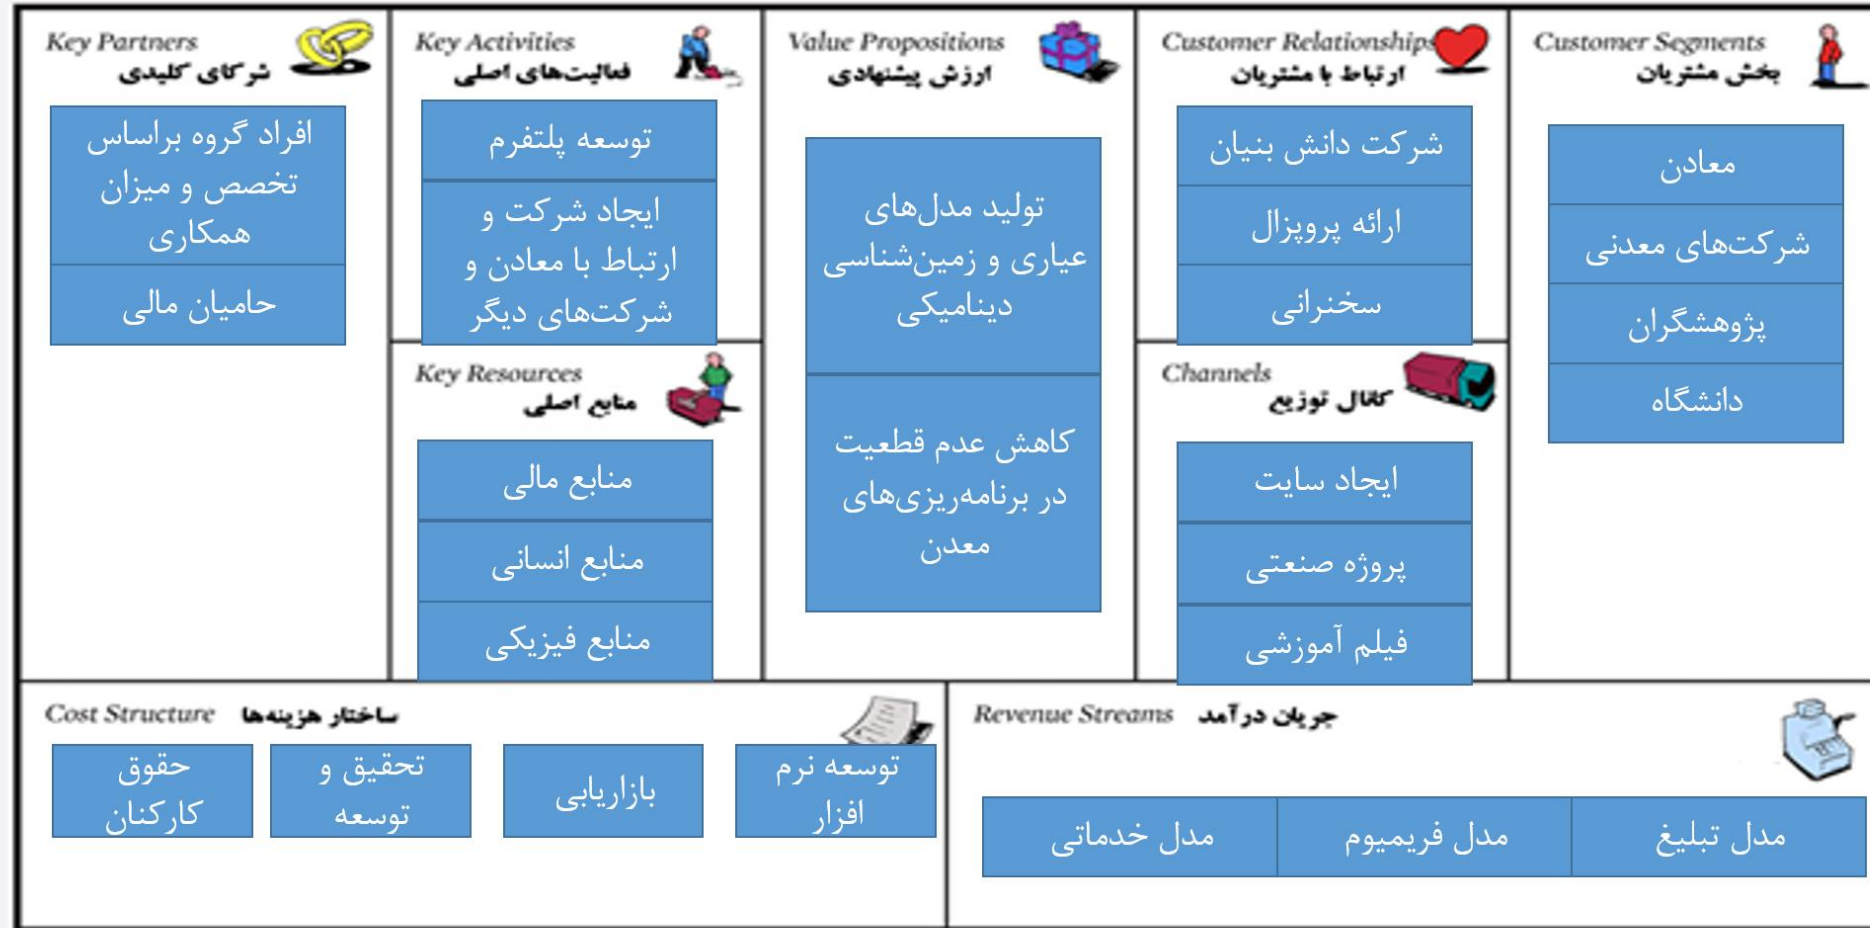 Key Partners
شرکای کلیدی
افراد گروه براساس
تخصص و میزان
همکاری
حامیان مالی
Key Activities
فعالیت‌های اصلی
توسعه پلتفرم
ایجاد شرکت و
ارتباط با معادن و
شرکت‌های دیگر
Key Resources
منابع اصلی
منابع مالی
منابع انسانی
منابع فیزیکی
Value Propositions
ارزش پیشنهادی
تولید مدل‌های
عیاری و زمین‌شناسی
دینامیکی
کاهش عدم قطعیت
در برنامه‌ریزی‌های
معدن
Customer Relationships
ارتباط با مشتریان
شرکت دانش بنیان
ارائه پروپزال
سخنرانی
Channels
کانال توزیع
ایجاد سایت
پروژه صنعتی
فیلم آموزشی
Customer Segments
بخش مشتریان
معادن
شرکت‌های معدنی
پژوهشگران
دانشگاه
Cost Structure ساختار هزینه‌ها
حقوق
کارکنان
تحقیق و
توسعه
بازاریابی
توسعه نرم
افزار
Revenue Streams جریان درآمد
مدل خدماتی
مدل فریمیوم
مدل تبلیغ